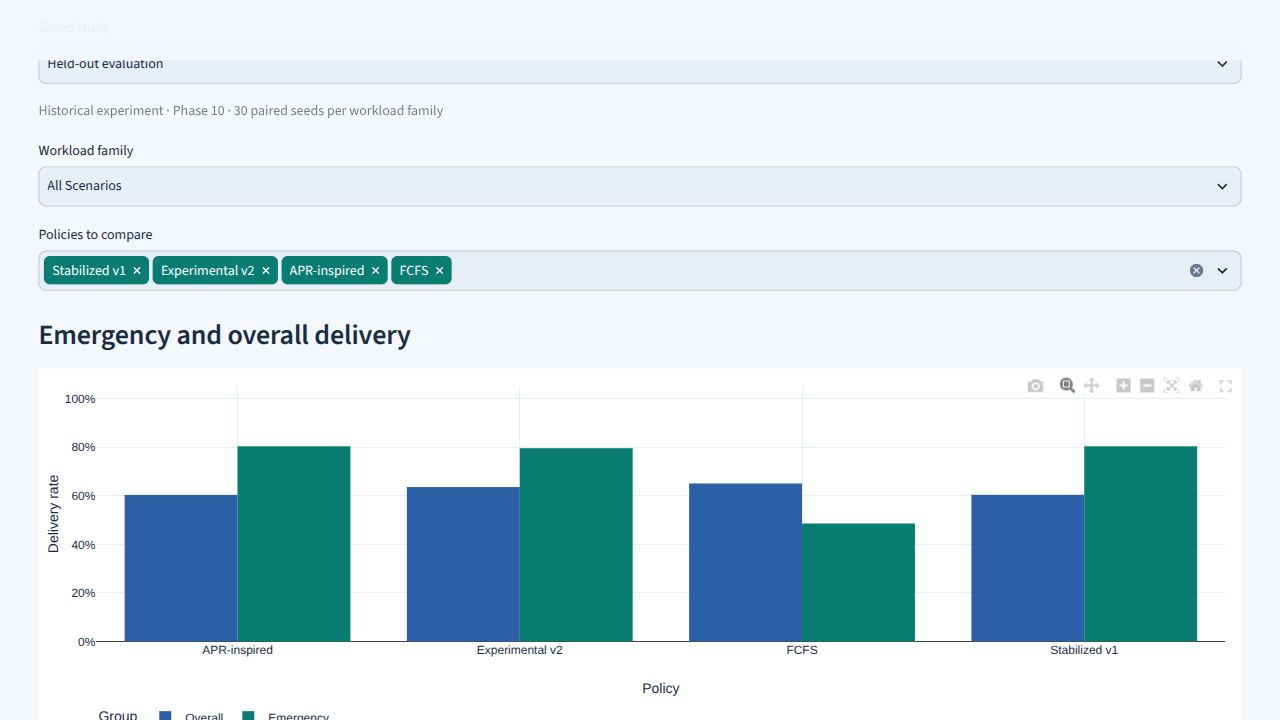 Saved study
Held-out evaluation
Historical experiment · Phase 10 · 30 paired seeds per workload family
Workload family
All Scenarios
Policies to compare
Stabilized v1 × Experimental v2 × APR-inspired × FCFS ×
Emergency and overall delivery
100%
80%
60%
40%
20%
0%
Delivery rate
APR-inspired Experimental v2 FCFS Stabilized v1
Policy
Group Overall Emergency